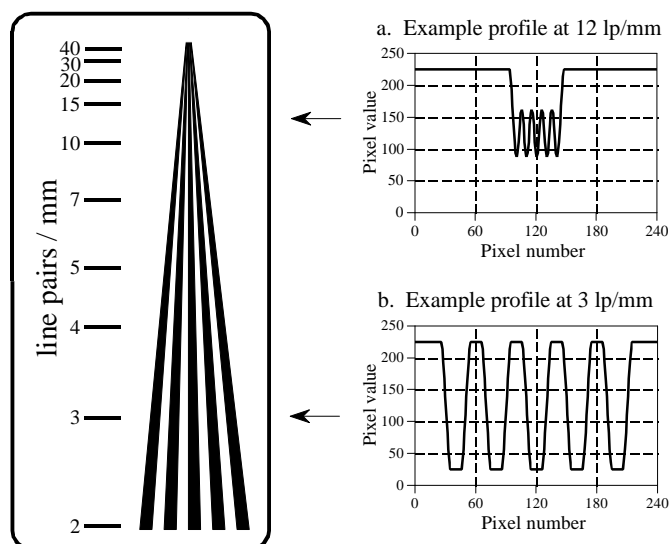 40
30
20
15
10
7
5
4
3
2
line pairs / mm
a. Example profile at 12 lp/mm
250
200
150
100
50
0
Pixel value
0 60 120 180 240
Pixel number
b. Example profile at 3 lp/mm
250
200
150
100
50
0
Pixel value
0 60 120 180 240
Pixel number